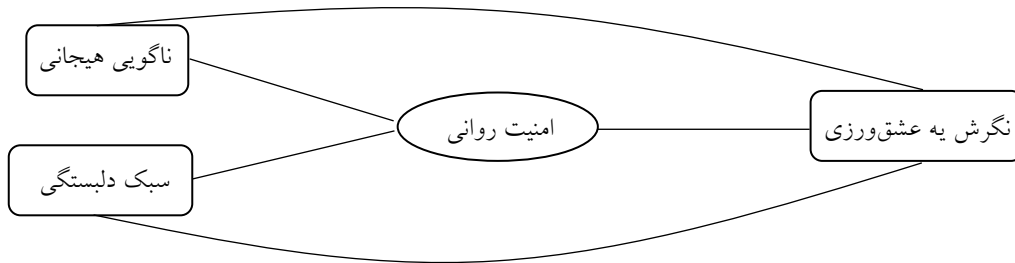 ناگویی هیجانی
نگرش یه عشق‌ورزی
امنیت روانی
سبک دلبستگی